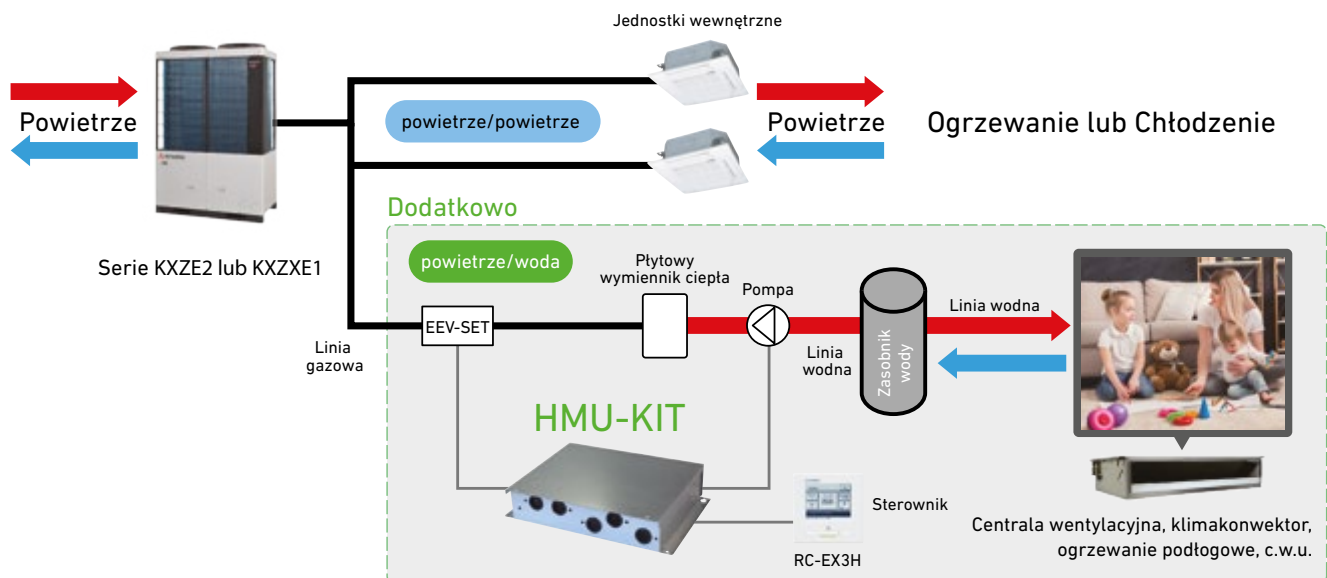 Jednostki wewnętrzne
Powietrze
powietrze/powietrze
Powietrze
Ogrzewanie lub Chłodzenie
Serie KXZE2 lub KXZXE1
Dodatkowo
powietrze/woda
Płytowy
wymiennik ciepła
Pompa
EEV-SET
Linia
gazowa
Linia
wodna
Zasobnik
wody
Linia wodna
HMU-KIT
Sterownik
RC-EX3H
Centrala wentylacyjna, klimakonwektor,
ogrzewanie podłogowe, c.w.u.